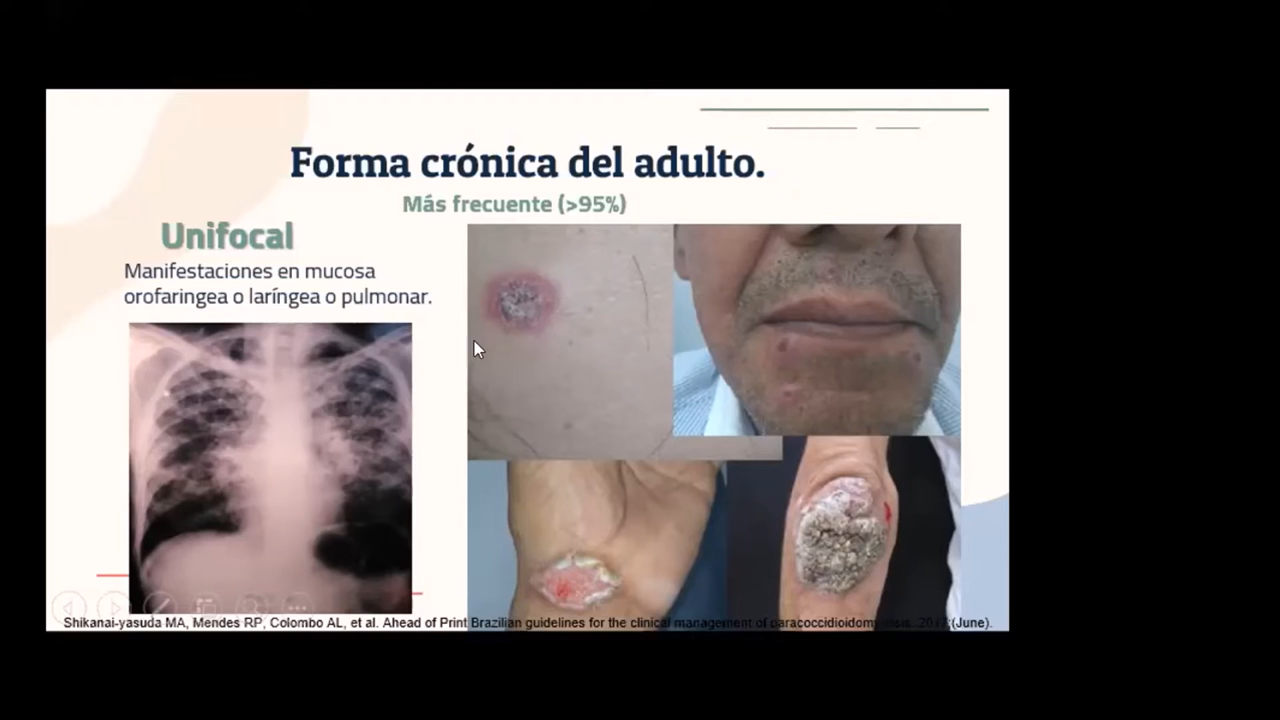 Forma crónica del adulto.
Más frecuente (>95%)
Unifocal
Manifestaciones en mucosa
orofaringea o laríngea o pulmonar.
Shikanai-yasuda MA, Mendes RP, Colombo AL, et al. Ahead of Print Brazilian guidelines for the clinical management of paracoccidioidomycosis. 2017;(June).